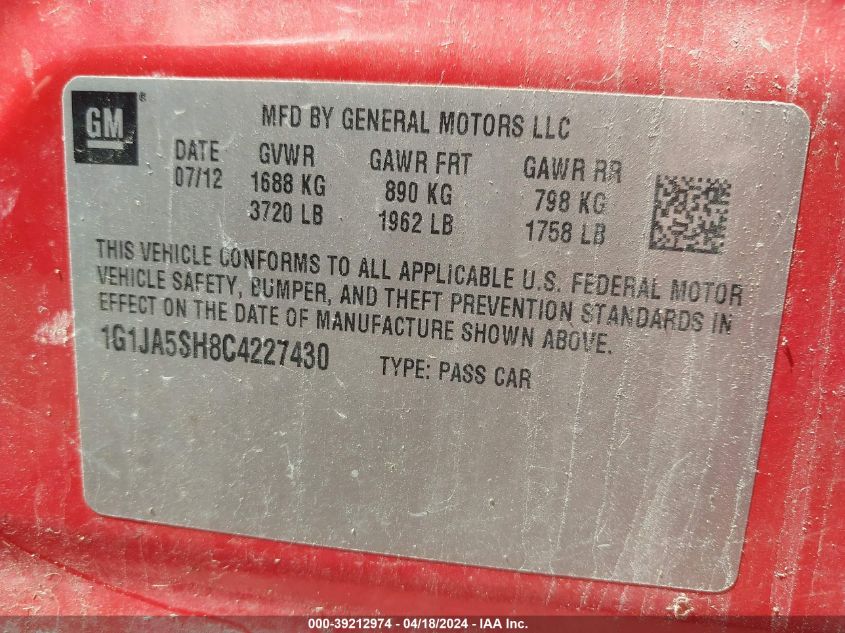 GM ®
MFD BY GENERAL MOTORS LLC
DATE GVWR GAWR FRT GAWR RR
07/12 1688 KG 890 KG 798 KG
3720 LB 1962 LB 1758 LB
THIS VEHICLE CONFORMS TO ALL APPLICABLE U.S. FEDERAL MOTOR
VEHICLE SAFETY, BUMPER, AND THEFT PREVENTION STANDARDS IN
EFFECT ON THE DATE OF MANUFACTURE SHOWN ABOVE.
1G1JA5SH8C4227430 TYPE: PASS CAR
000-39212974 - 04/18/2024 - IAA Inc.